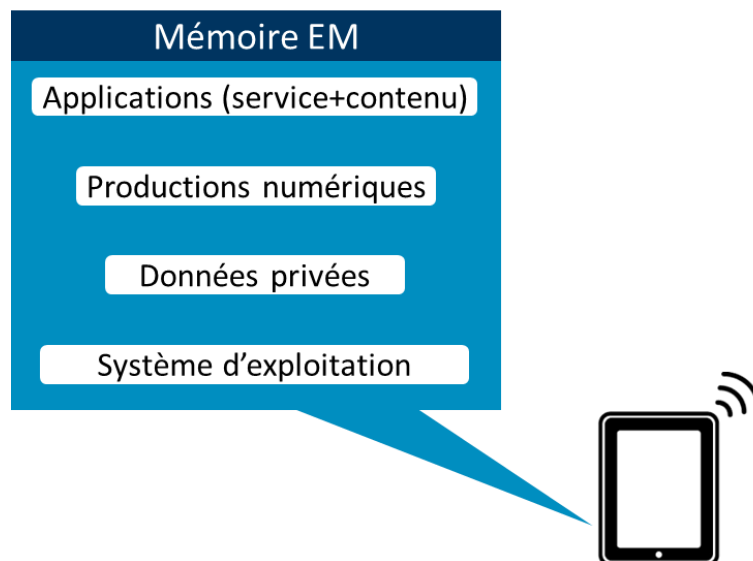 Mémoire EM
Applications (service+contenu)
Productions numériques
Données privées
Système d’exploitation